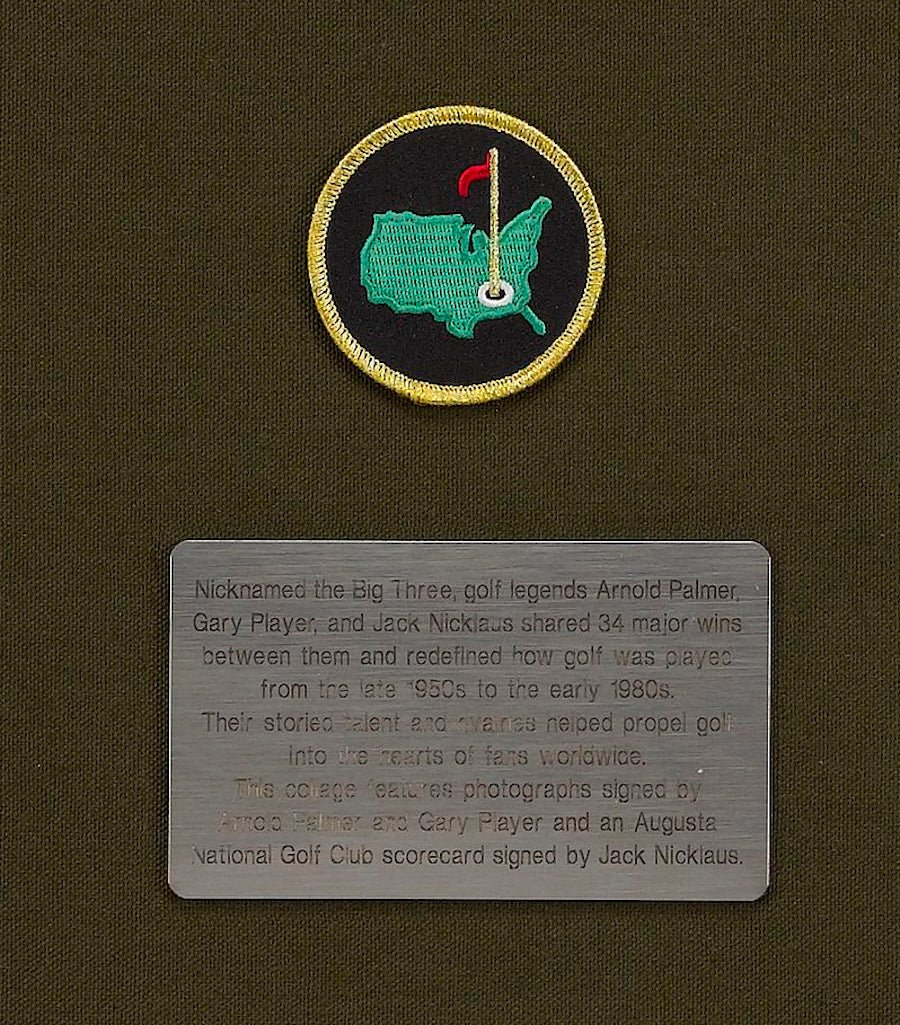 Nicknamed the Big Three, golf legends Arnold Palmer,
Gary Player, and Jack Nicklaus shared 34 major wins
between them and redefined how golf was played
from the late 1950s to the early 1980s.
Their storied talent and rivalries helped propel golf
into the hearts of fans worldwide.
This collage features photographs signed by
Arnold Palmer and Gary Player and an Augusta
National Golf Club scorecard signed by Jack Nicklaus.